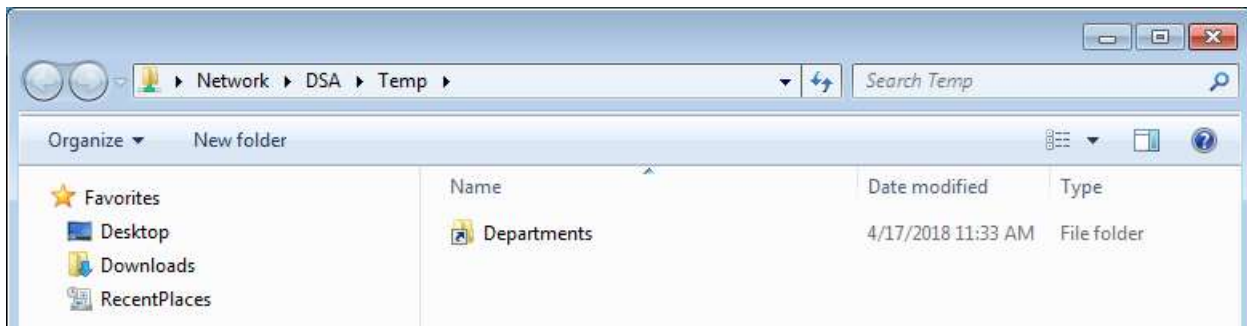 Network DSA Temp
Search Temp
Organize New folder
Name Date modified Type
Favorites
Desktop
Downloads
RecentPlaces
Departments 4/17/2018 11:33 AM File folder